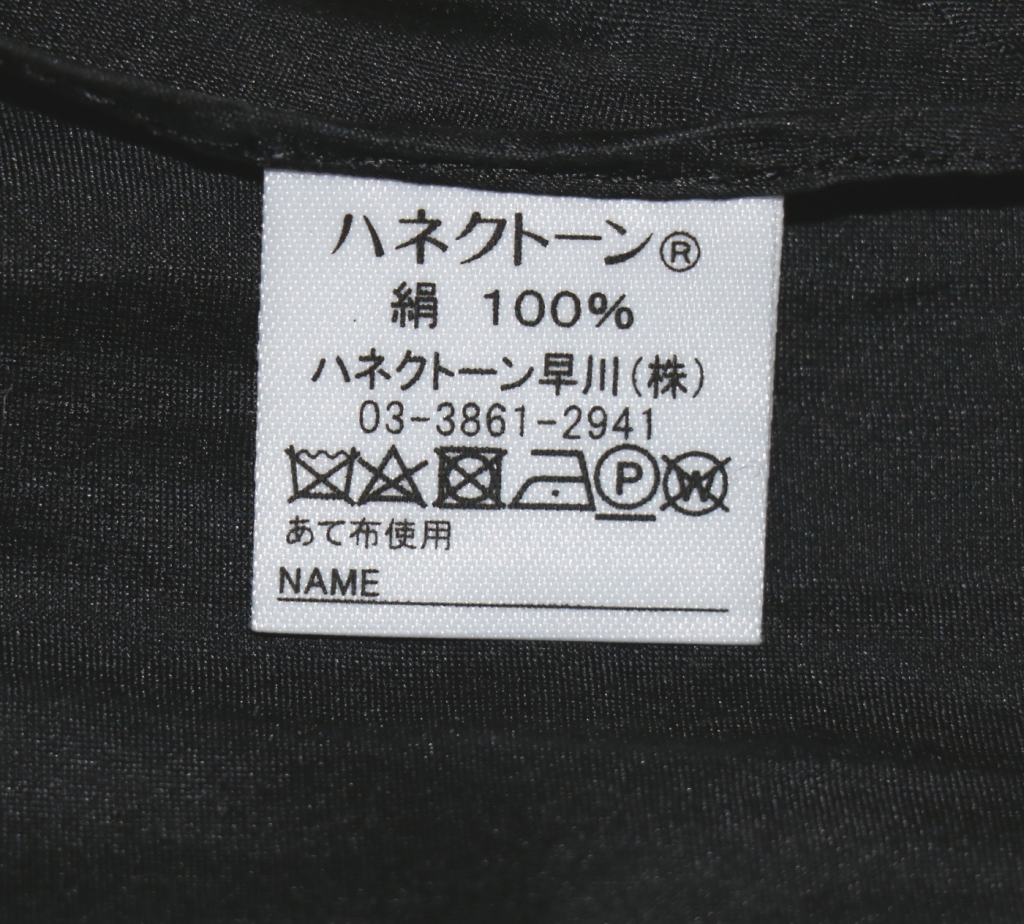 ハネクトーン®
絹 100%
ハネクトーン早川(株)
03-3861-2941
P W
あて布使用
NAME